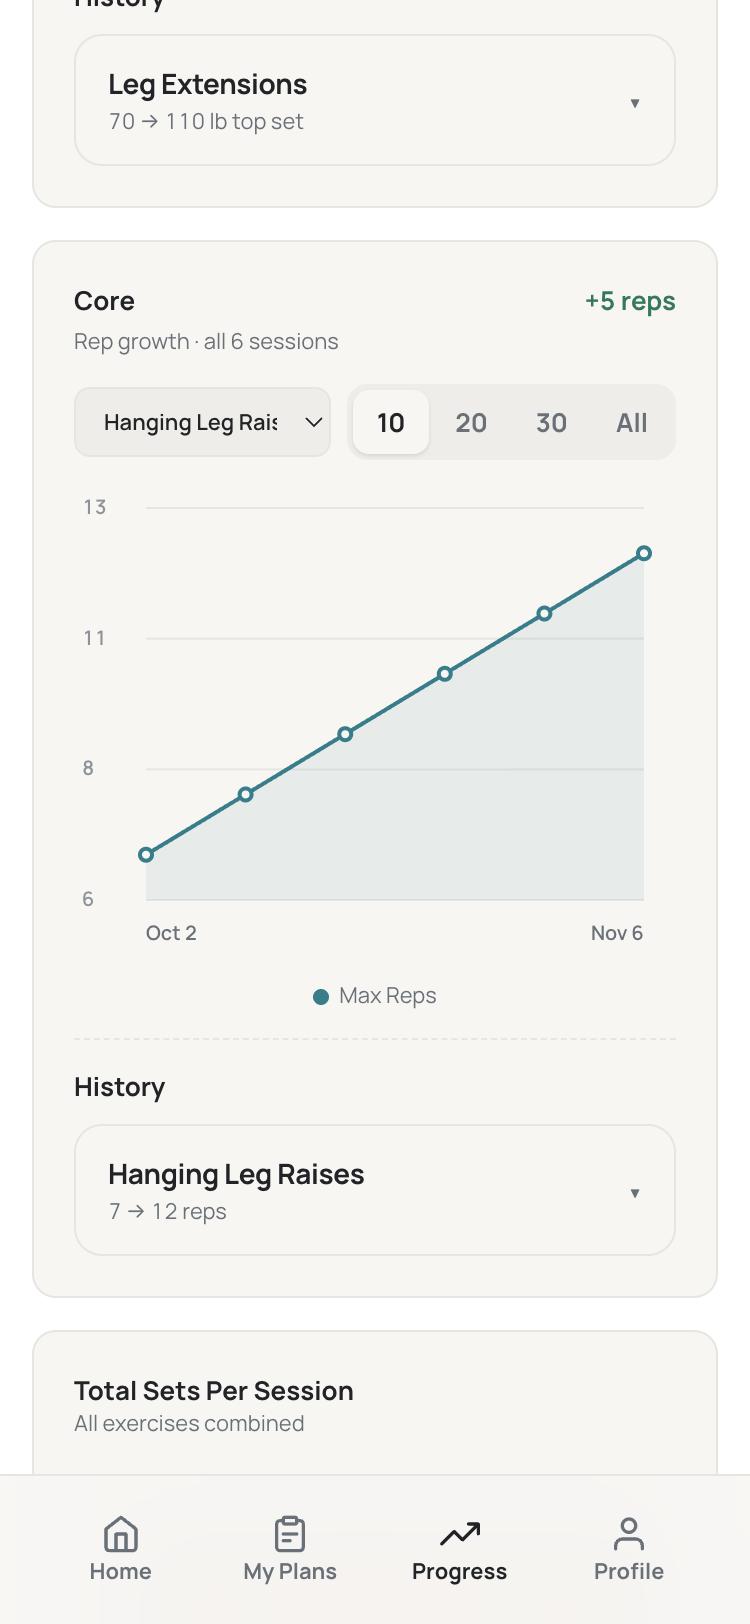 History
Leg Extensions
70 → 110 lb top set
▼
Core
+5 reps
Rep growth · all 6 sessions
Hanging Leg Rais
10 20 30 All
13
11
8
6
Oct 2
Nov 6
Max Reps
History
Hanging Leg Raises
7 → 12 reps
▼
Total Sets Per Session
All exercises combined
Home My Plans Progress Profile